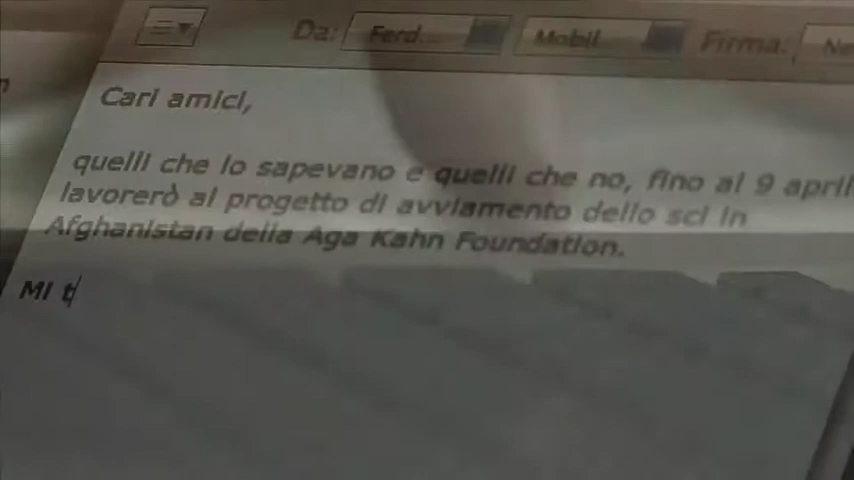 Da: Ferd... Mobil... Firma: Ne
Cari amici,
quelli che lo sapevano e quelli che no, fino al 9 april
lavorerò al progetto di avviamento dello sci in
Afghanistan della Aga Kahn Foundation.
Mi t